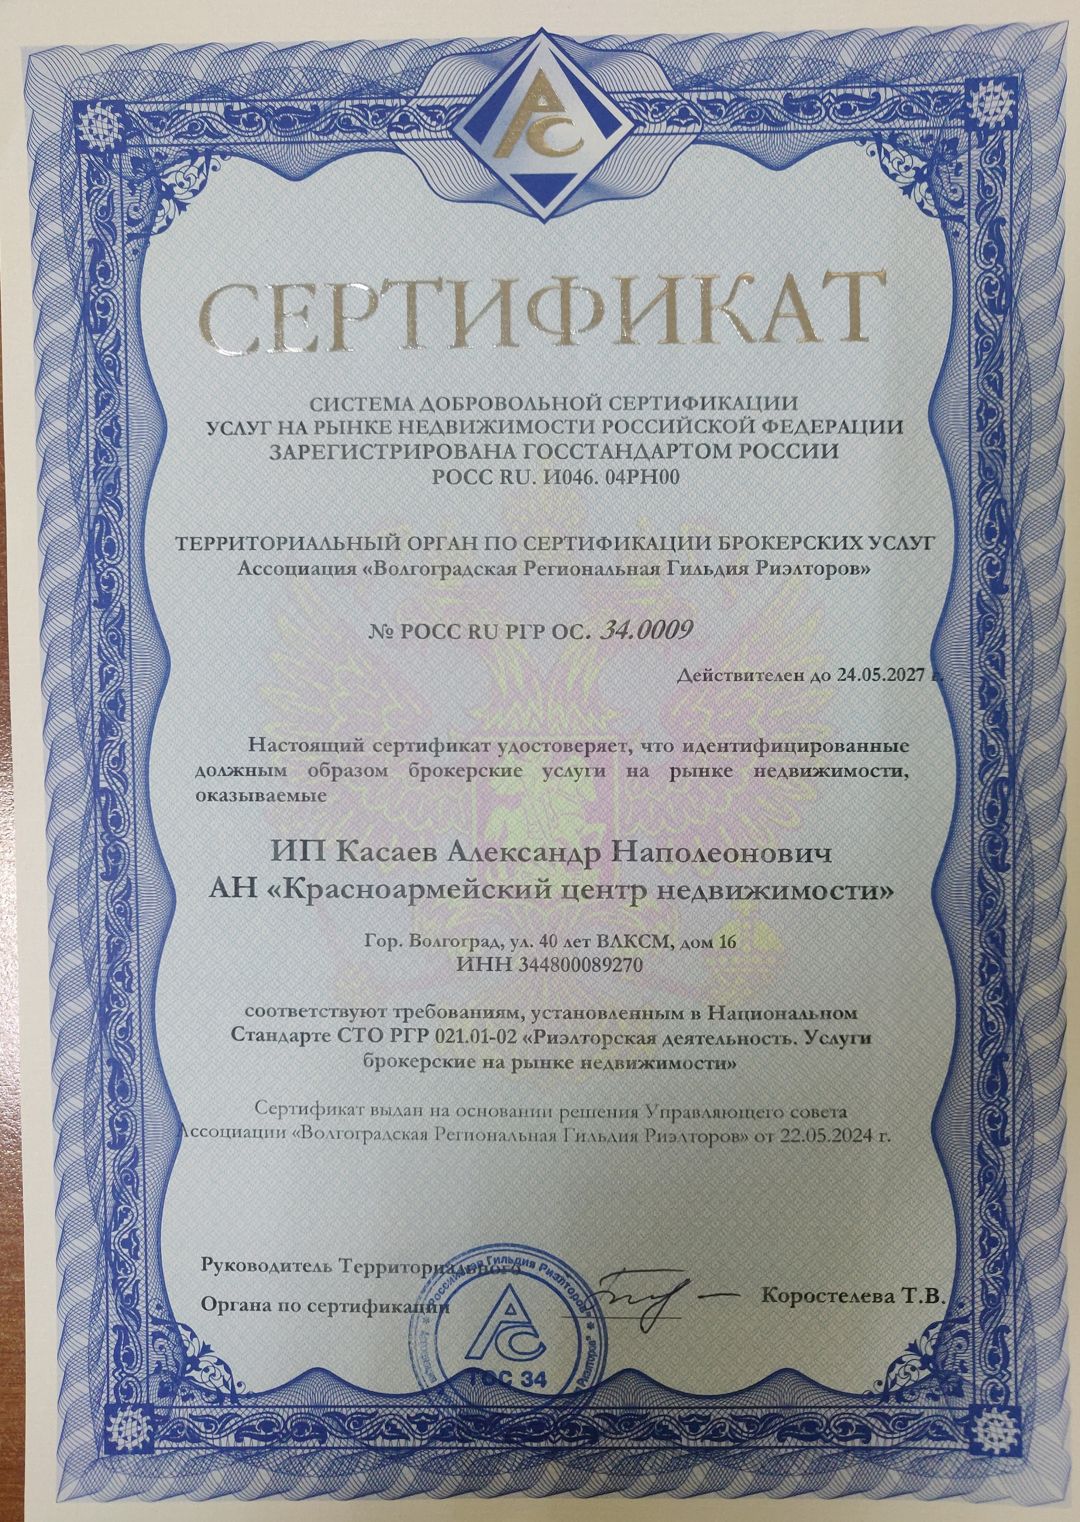 АС
СЕРТИФИКАТ
СИСТЕМА ДОБРОВОЛЬНОЙ СЕРТИФИКАЦИИ
УСЛУГ НА РЫНКЕ НЕДВИЖИМОСТИ РОССИЙСКОЙ ФЕДЕРАЦИИ
ЗАРЕГИСТРИРОВАНА ГОССТАНДАРТОМ РОССИИ
РОСС RU. И046. 04РН00
ТЕРРИТОРИАЛЬНЫЙ ОРГАН ПО СЕРТИФИКАЦИИ БРОКЕРСКИХ УСЛУГ
Ассоциация «Волгоградская Региональная Гильдия Риэлторов»
№ РОСС RU РГР ОС. 34.0009
Действителен до 24.05.2027 г.
Настоящий сертификат удостоверяет, что идентифицированные
должным образом брокерские услуги на рынке недвижимости,
оказываемые
ИП Касаев Александр Наполеонович
АН «Красноармейский центр недвижимости»
Гор. Волгоград, ул. 40 лет ВЛКСМ, дом 16
ИНН 344800089270
соответствуют требованиям, установленным в Национальном
Стандарте СТО РГР 021.01-02 «Риэлторская деятельность. Услуги
брокерские на рынке недвижимости»
Сертификат выдан на основании решения Управляющего совета
Ассоциации «Волгоградская Региональная Гильдия Риэлторов» от 22.05.2024 г.
Руководитель Территориального
Органа по сертификации
Коростелева Т.В.
Российская Гильдия Риэлторов
АС
ТОС 34